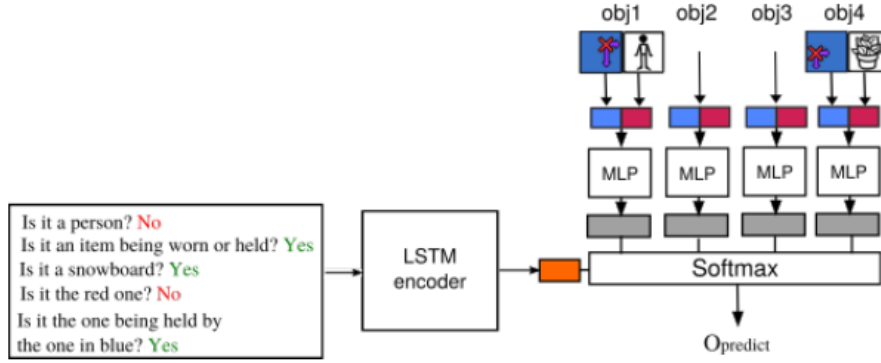 obj1 obj2 obj3 obj4
MLP MLP MLP MLP
Is it a person? No
Is it an item being worn or held? Yes
Is it a snowboard? Yes
Is it the red one? No
Is it the one being held by
the one in blue? Yes
LSTM
encoder
Softmax
Opredict